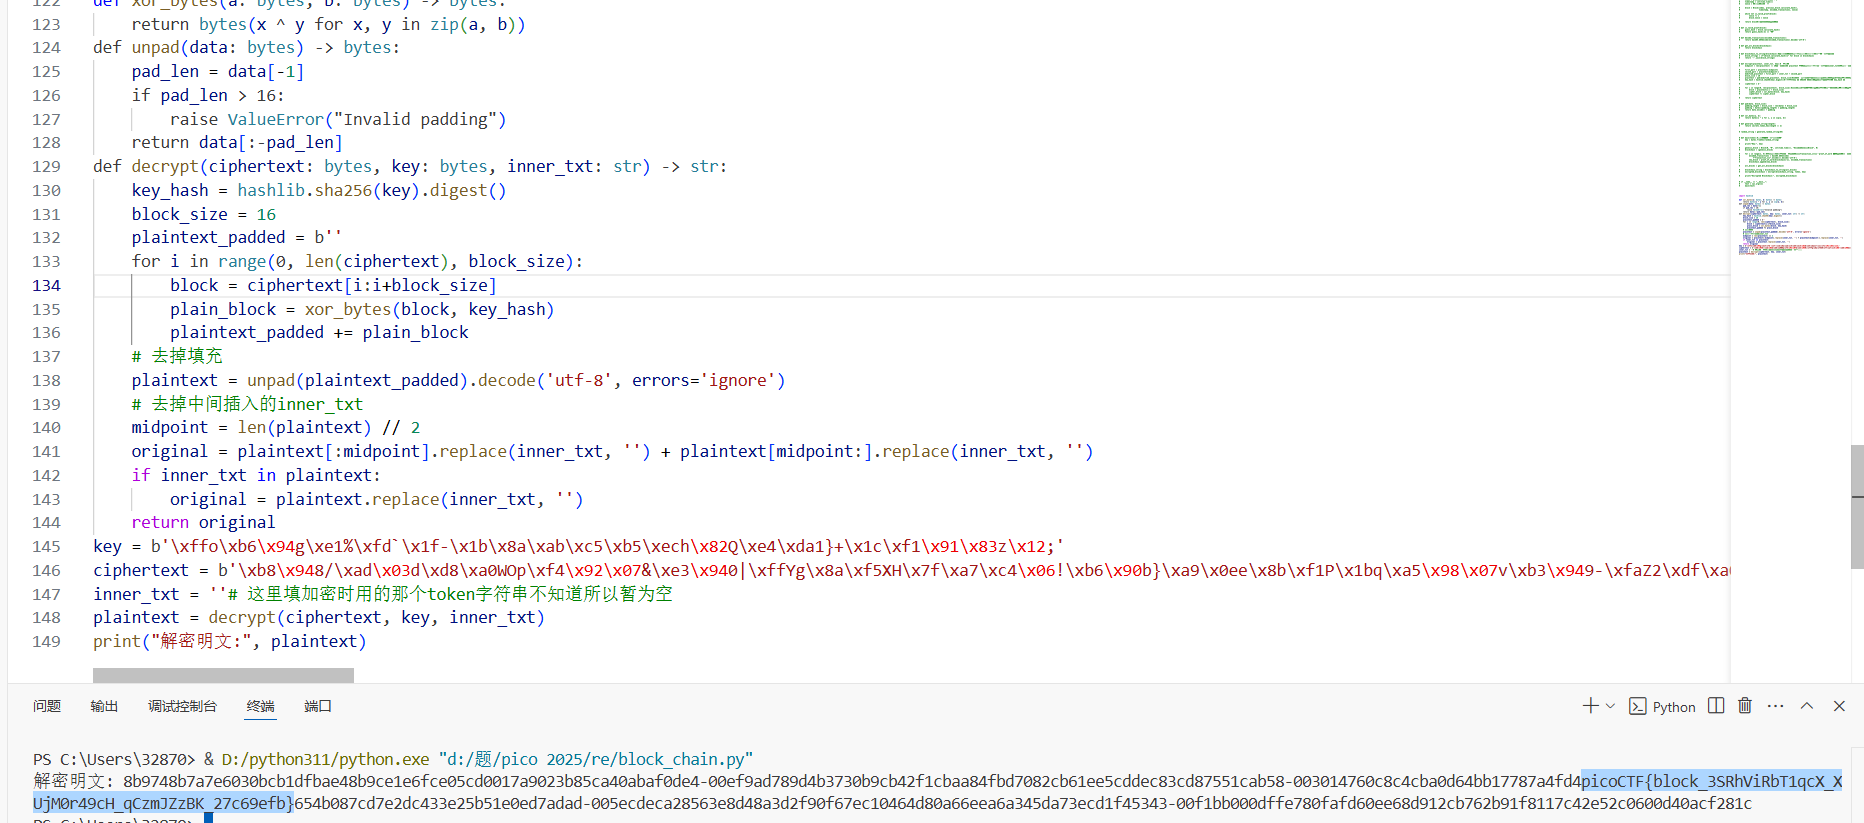 122 def xor_bytes(a: bytes, b: bytes) -> bytes:
123 return bytes(x ^ y for x, y in zip(a, b))
124 def unpad(data: bytes) -> bytes:
125 pad_len = data[-1]
126 if pad_len > 16:
127 raise ValueError("Invalid padding")
128 return data[:-pad_len]
129 def decrypt(ciphertext: bytes, key: bytes, inner_txt: str) -> str:
130 key_hash = hashlib.sha256(key).digest()
131 block_size = 16
132 plaintext_padded = b''
133 for i in range(0, len(ciphertext), block_size):
134 block = ciphertext[i:i+block_size]
135 plain_block = xor_bytes(block, key_hash)
136 plaintext_padded += plain_block
137 # 去掉填充
138 plaintext = unpad(plaintext_padded).decode('utf-8', errors='ignore')
139 # 去掉中间插入的inner_txt
140 midpoint = len(plaintext) // 2
141 original = plaintext[:midpoint].replace(inner_txt, '') + plaintext[midpoint:].replace(inner_txt, '')
142 if inner_txt in plaintext:
143 original = plaintext.replace(inner_txt, '')
144 return original
145 key = b'\xffo\xb6\x94g\xe1%\xfd`\x1f-\x1b\x8a\xab\xc5\xb5\xech\x82Q\xe4\xda1}+\x1c\xf1\x91\x83z\x12;'
146 ciphertext = b'\xb8\x948/\xad\x03d\xd8\xa0WOp\xf4\x92\x07&\xe3\x940|\xffYg\x8a\xf5XH\x7f\xa7\xc4\x06!\xb6\x90b}\xa9\x0ee\x8b\xf1P\x1bq\xa5\x98\x07v\xb3\x949-\xfaZ2\xdf\xa
147 inner_txt = ''# 这里填加密时用的那个token字符串不知道所以暂为空
148 plaintext = decrypt(ciphertext, key, inner_txt)
149 print("解密明文:", plaintext)
问题 输出 调试控制台 终端 端口
Python
PS C:\Users\32870> & D:/python311/python.exe "d:/题/pico 2025/re/block_chain.py"
解密明文: 8b9748b7a7e6030bcb1dfbae48b9ce1e6fce05cd0017a9023b85ca40abaf0de4-00ef9ad789d4b3730b9cb42f1cbaa84fbd7082cb61ee5cddec83cd87551cab58-003014760c8c4cba0d64bb17787a4fd4picoCTF{block_3SRhViRbT1qcX_X
UjM0r49cH_qCzmJZzBK_27c69efb}654b087cd7e2dc433e25b51e0ed7adad-005ecdeca28563e8d48a3d2f90f67ec10464d80a66eea6a345da73ecd1f45343-00f1bb000dffe780fafd60ee68d912cb762b91f8117c42e52c0600d40acf281c
PS C:\Users\32870>